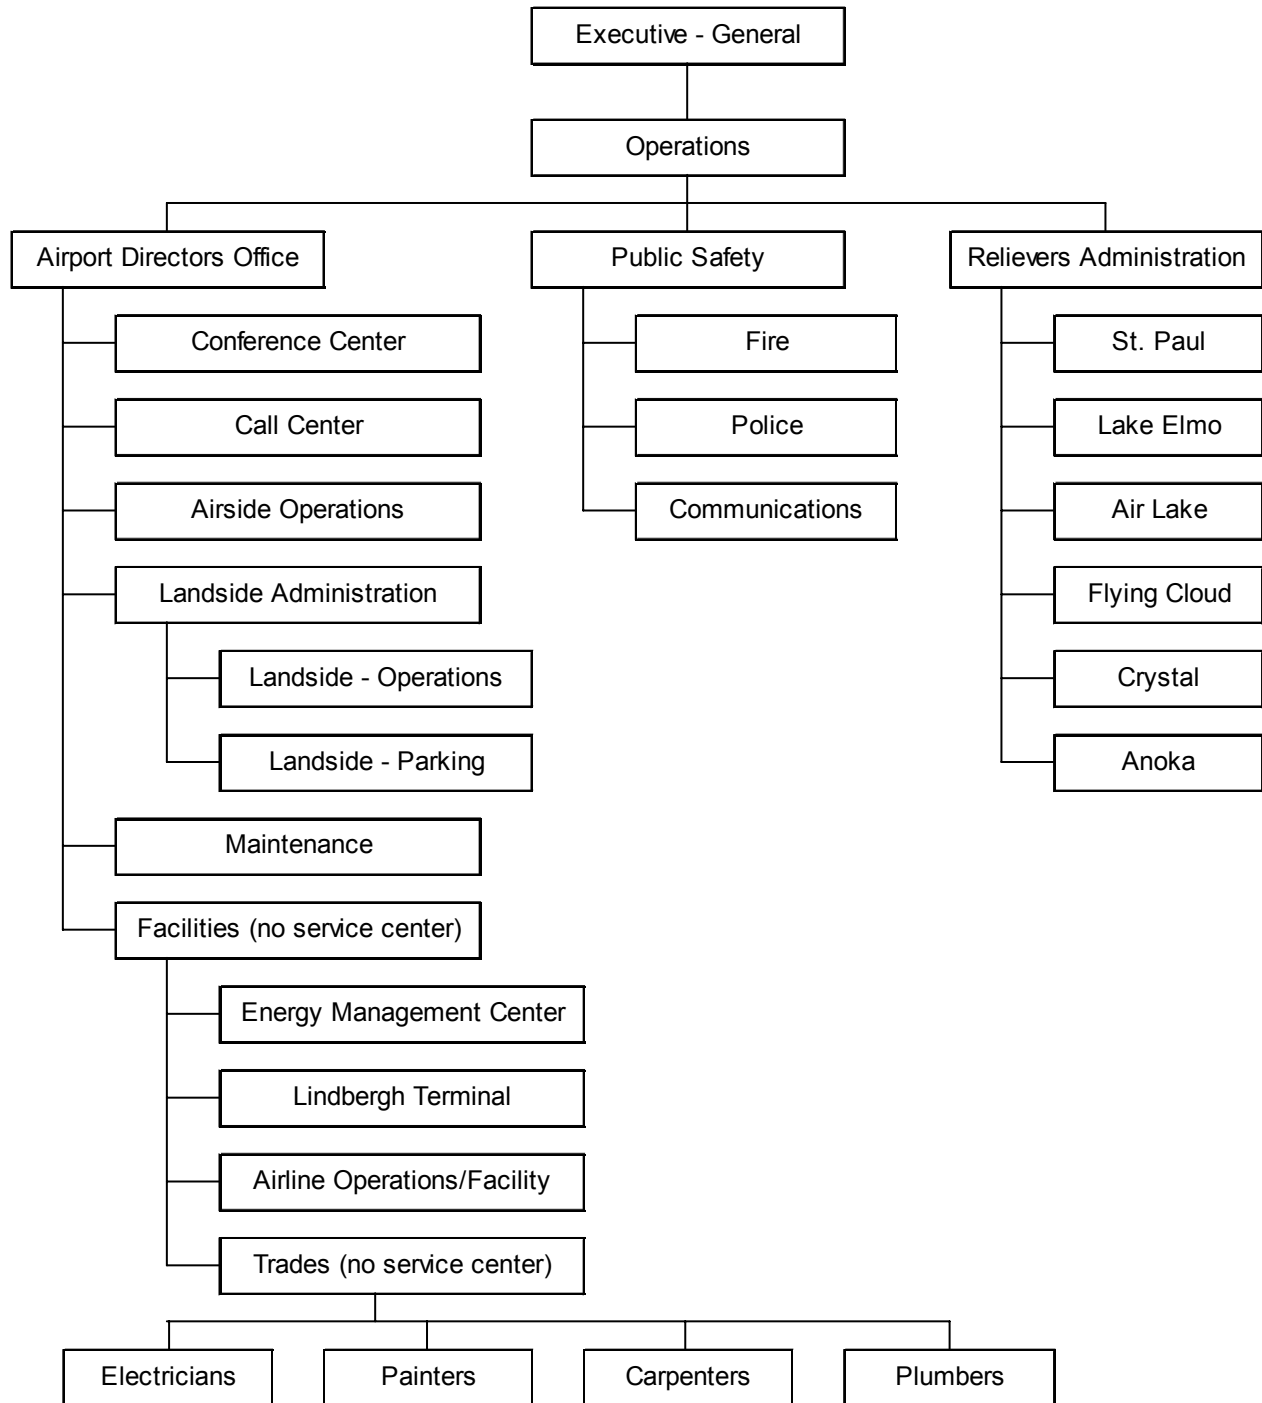 Executive - General
Operations
Airport Directors Office
Public Safety
Relievers Administration
Conference Center
Fire
St. Paul
Call Center
Police
Lake Elmo
Airside Operations
Communications
Air Lake
Landside Administration
Flying Cloud
Landside - Operations
Crystal
Landside - Parking
Anoka
Maintenance
Facilities (no service center)
Energy Management Center
Lindbergh Terminal
Airline Operations/Facility
Trades (no service center)
Electricians
Painters
Carpenters
Plumbers